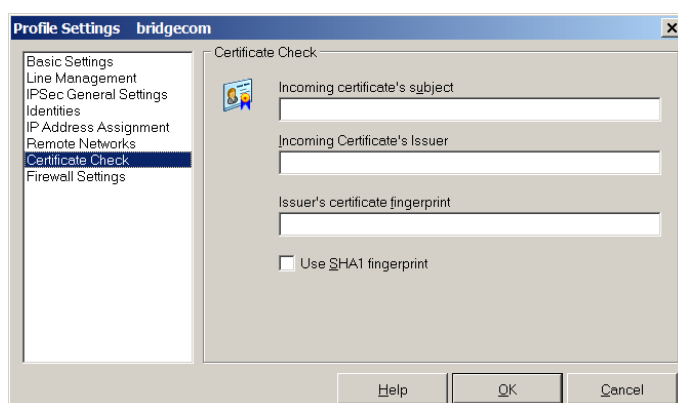 Profile Settings bridgecom
Basic Settings
Line Management
IPSec General Settings
Identities
IP Address Assignment
Remote Networks
Certificate Check
Firewall Settings
Certificate Check
Incoming certificate's subject
Incoming Certificate's Issuer
Issuer's certificate fingerprint
Use SHA1 fingerprint
Help
OK
Cancel